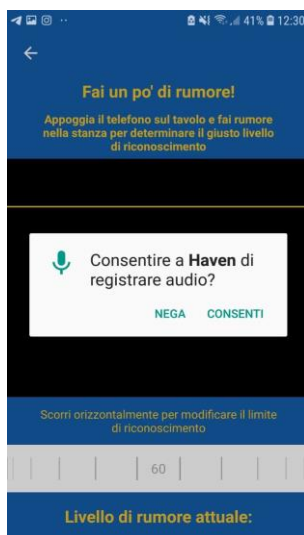 41% 12:30
Fai un po' di rumore!
Appoggia il telefono sul tavolo e fai rumore
nella stanza per determinare il giusto livello
di riconoscimento
Consentire a Haven di
registrare audio?
NEGA CONSENTI
Scorri orizzontalmente per modificare il limite
di riconoscimento
60
Livello di rumore attuale: